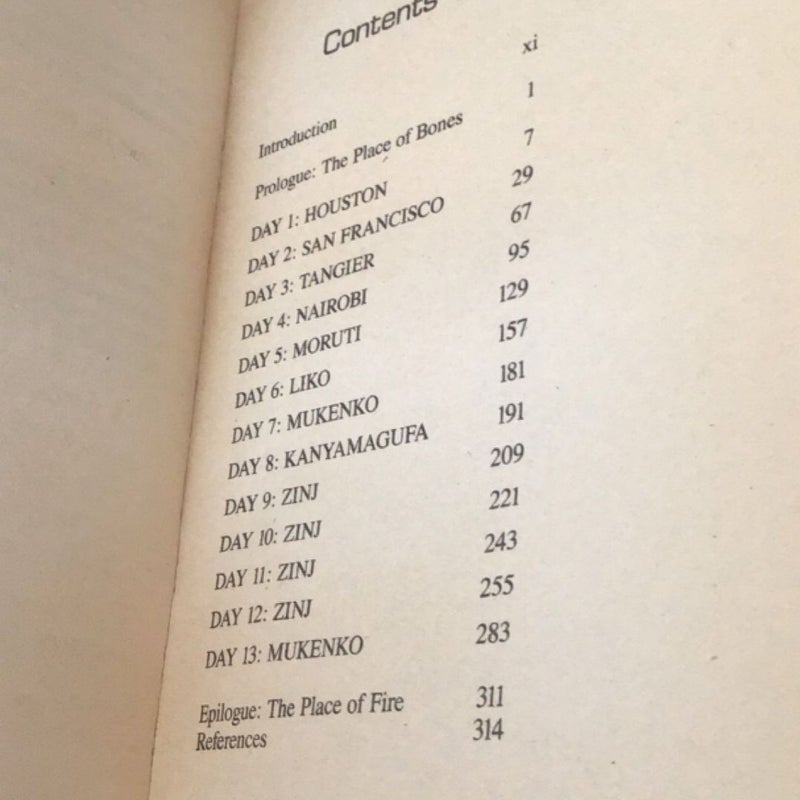 Contents
Introduction xi
Prologue: The Place of Bones 1
DAY 1: HOUSTON 7
DAY 2: SAN FRANCISCO 29
DAY 3: TANGIER 67
DAY 4: NAIROBI 95
DAY 5: MORUTI 129
DAY 6: LIKO 157
DAY 7: MUKENKO 181
DAY 8: KANYAMAGUFA 191
DAY 9: ZINJ 209
DAY 10: ZINJ 221
DAY 11: ZINJ 243
DAY 12: ZINJ 255
DAY 13: MUKENKO 283
Epilogue: The Place of Fire 311
References 314